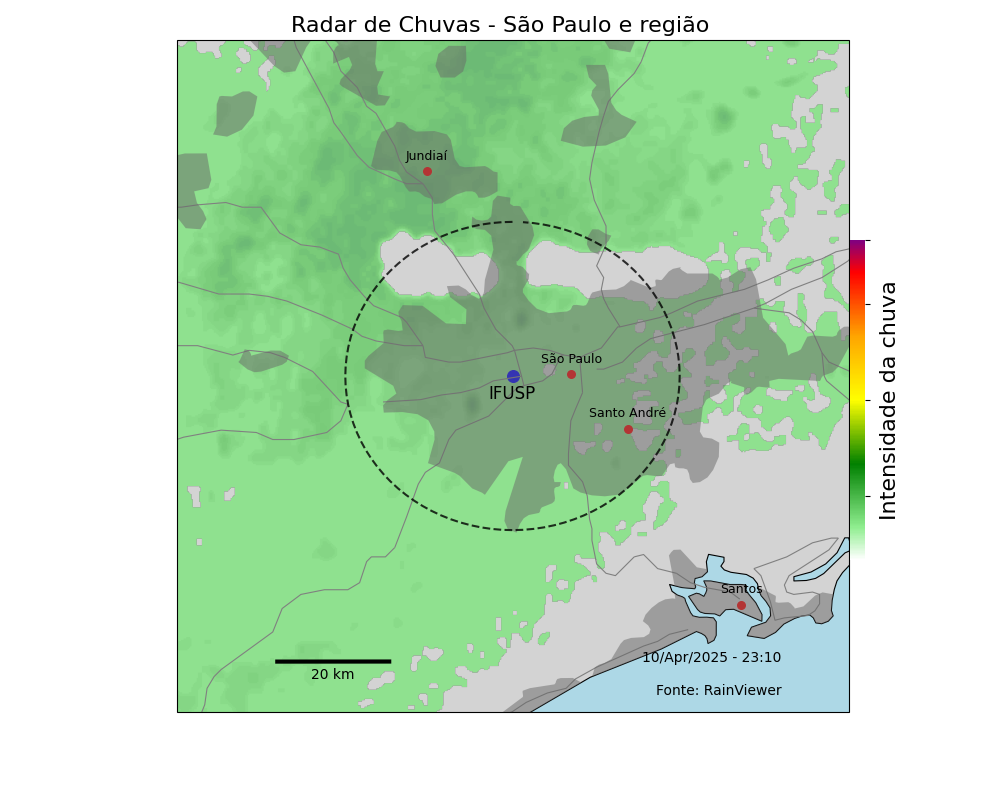 Radar de Chuvas - São Paulo e região
Jundiaí
São Paulo
IFUSP
Santo André
Intensidade da chuva
Santos
10/Apr/2025 - 23:10
20 km
Fonte: RainViewer